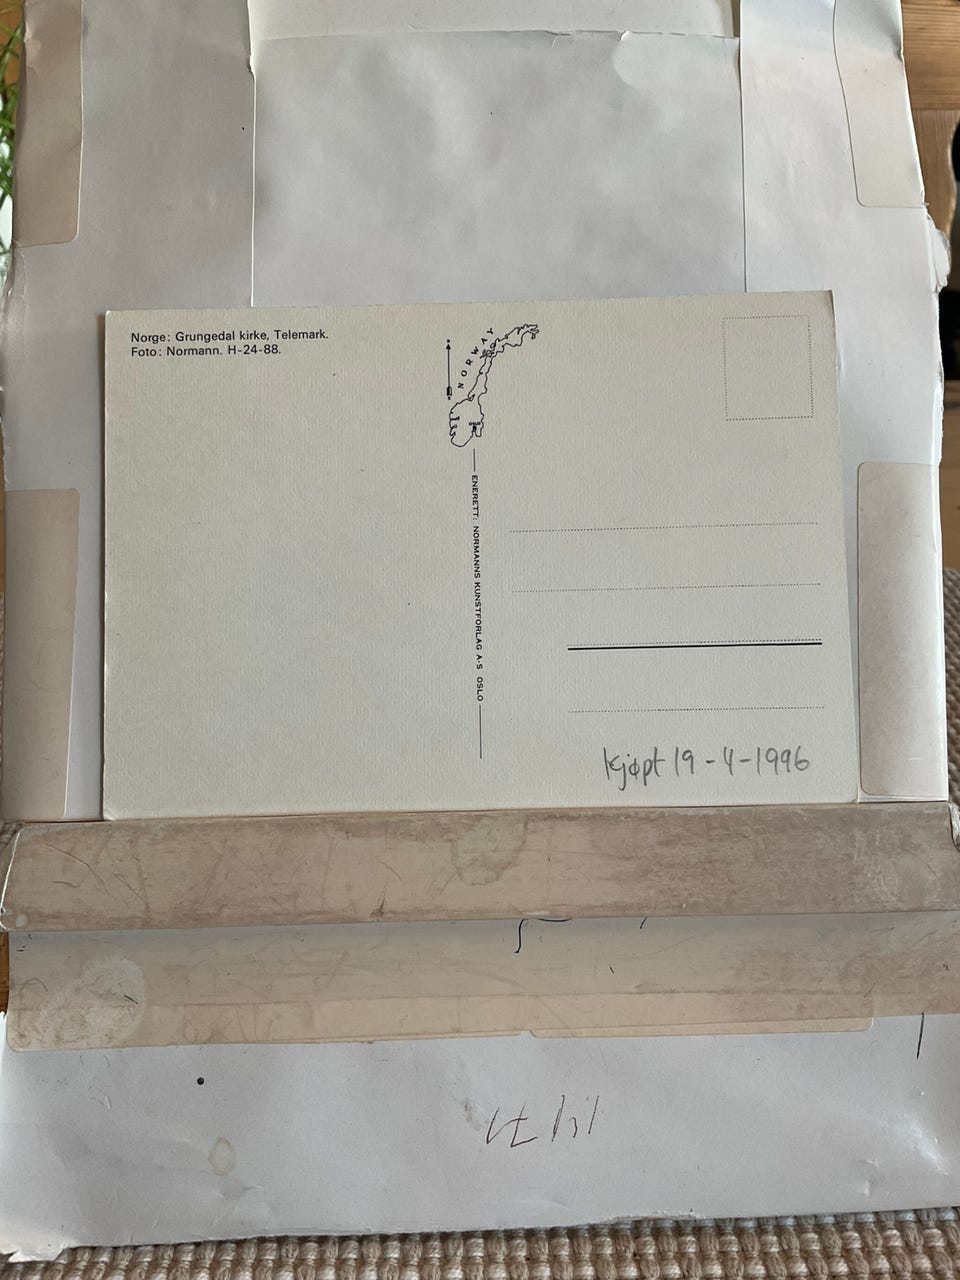 Norge: Grungedal kirke, Telemark.
Foto: Normann. H-24-88.
NORWAY
ENERETT: NORMANNS KUNSTFORLAG A-S OSLO
kjøpt 19-4-1996